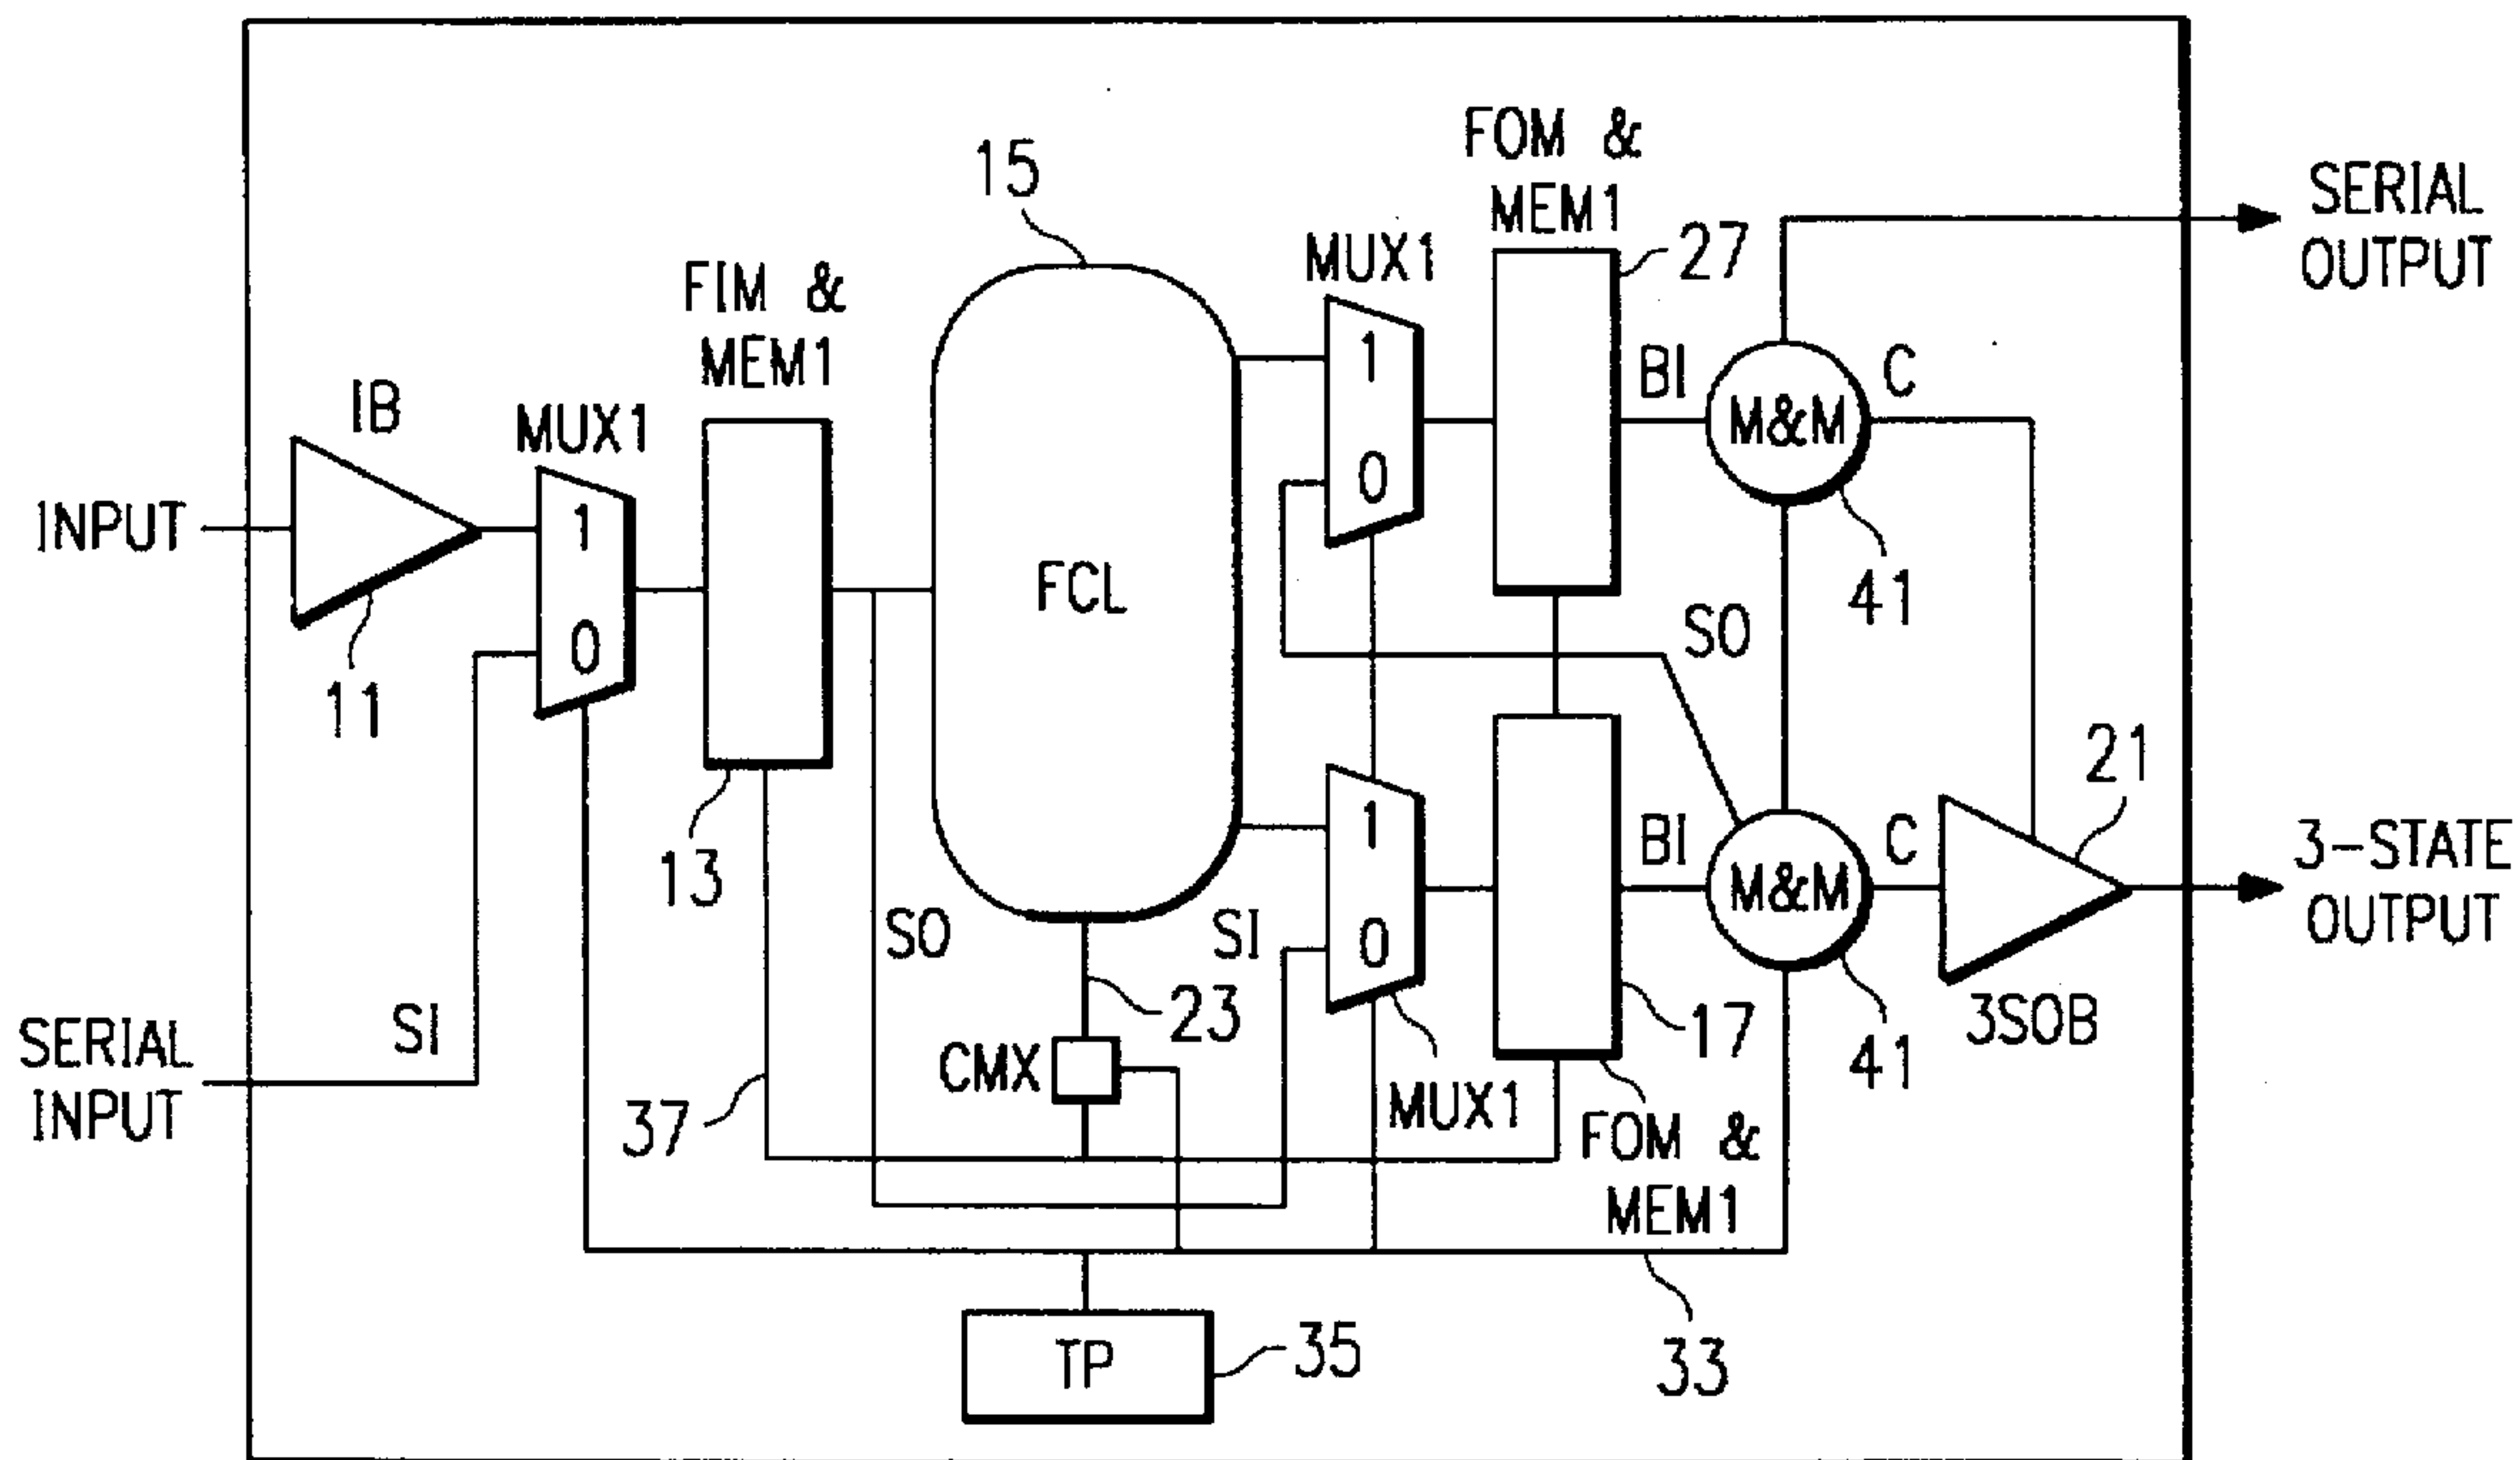 FOM &
MEM1
15
SERIAL
OUTPUT
MUX1
27
FIM &
MEM1
1
BI
C
IB
M&M
MUX1
0
INPUT
1
FCL
41
0
SO
11
21
1
BI
C
3-STATE
OUTPUT
13
M&M
SO
SI
0
SI
23
17
3SOB
SERIAL
INPUT
CMX
41
37
MUX1
FOM &
MEM1
TP
35
33